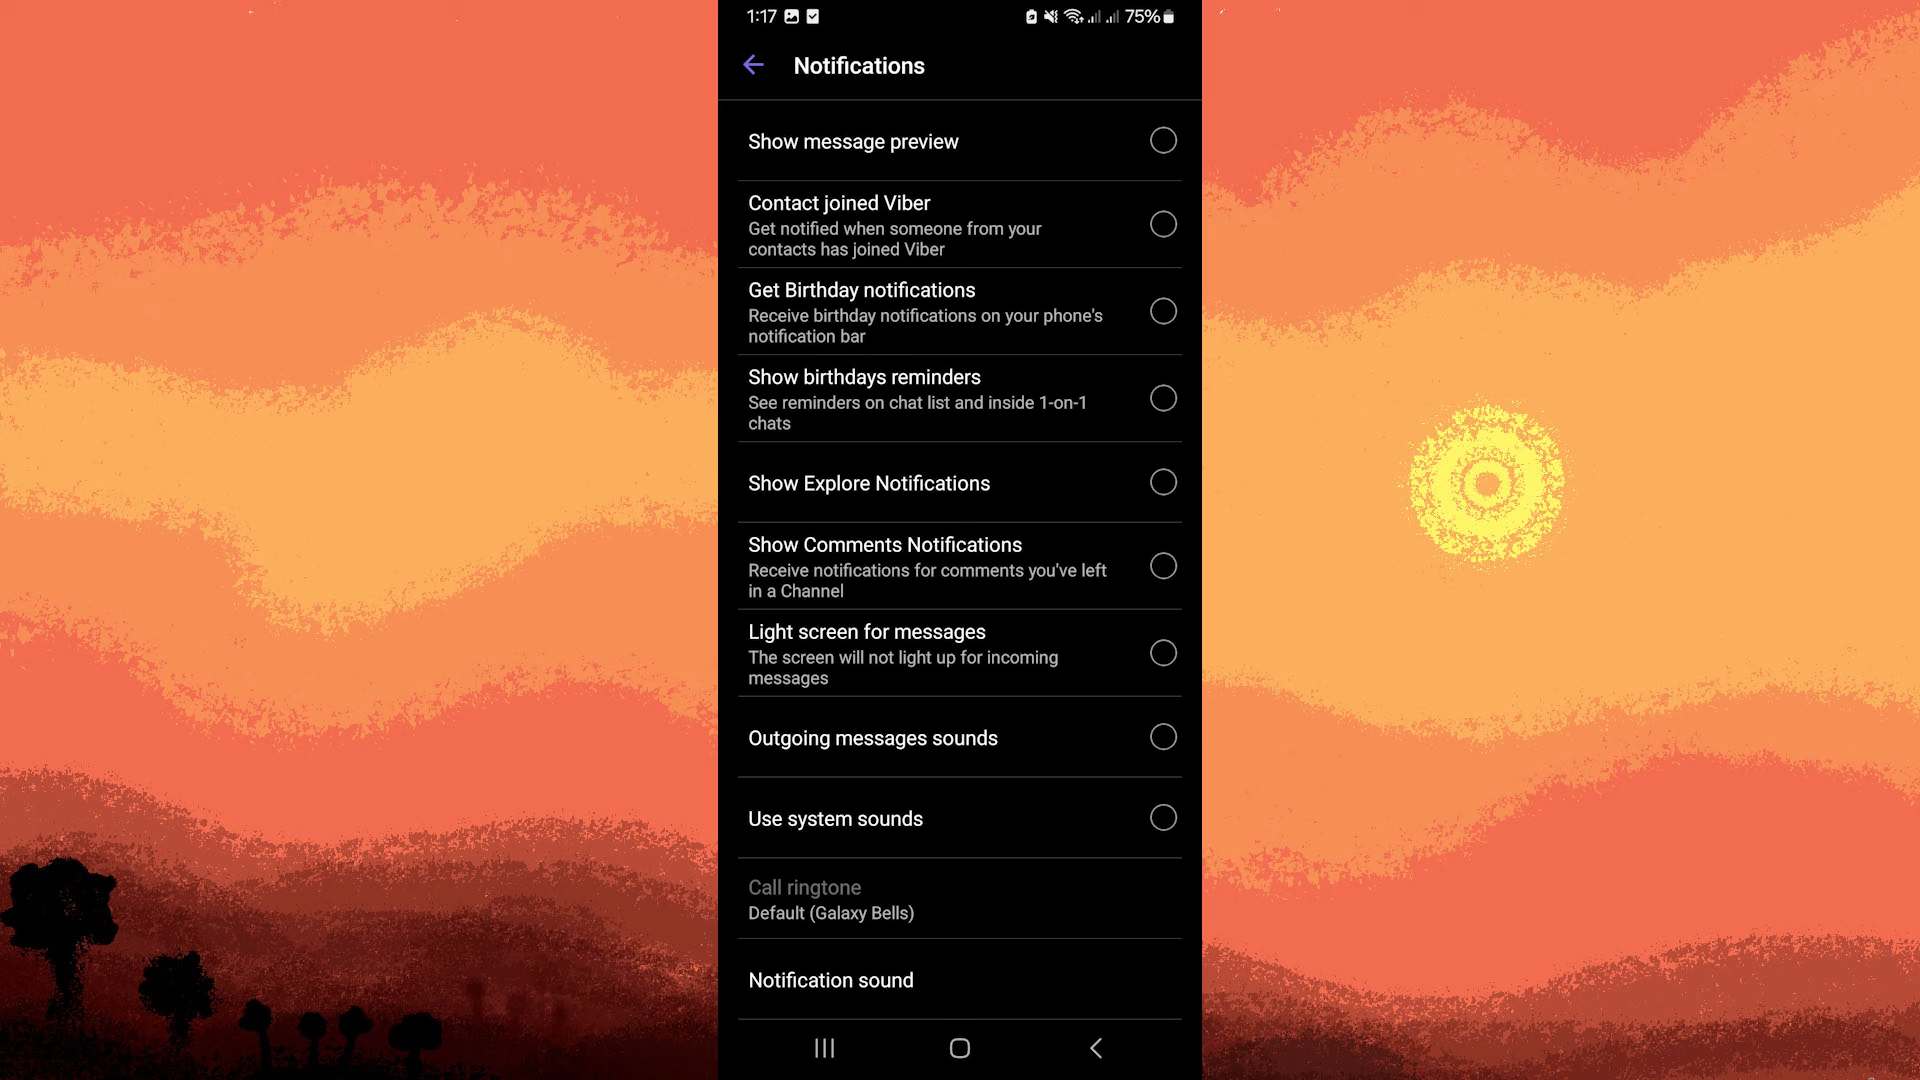 1:17
75%
Notifications
Show message preview
Contact joined Viber
Get notified when someone from your
contacts has joined Viber
Get Birthday notifications
Receive birthday notifications on your phone's
notification bar
Show birthdays reminders
See reminders on chat list and inside 1-on-1
chats
Show Explore Notifications
Show Comments Notifications
Receive notifications for comments you've left
in a Channel
Light screen for messages
The screen will not light up for incoming
messages
Outgoing messages sounds
Use system sounds
Call ringtone
Default (Galaxy Bells)
Notification sound